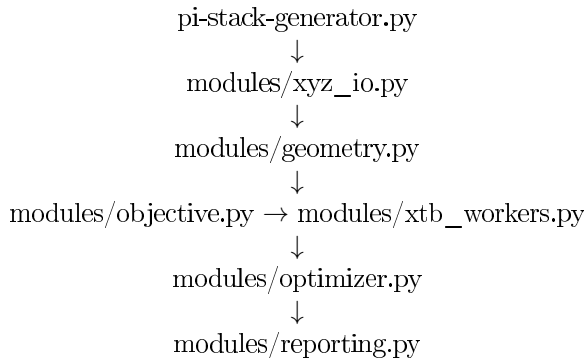 pi-stack-generator.py
↓
modules/xyz_io.py
↓
modules/geometry.py
↓
modules/objective.py → modules/xtb_workers.py
↓
modules/optimizer.py
↓
modules/reporting.py